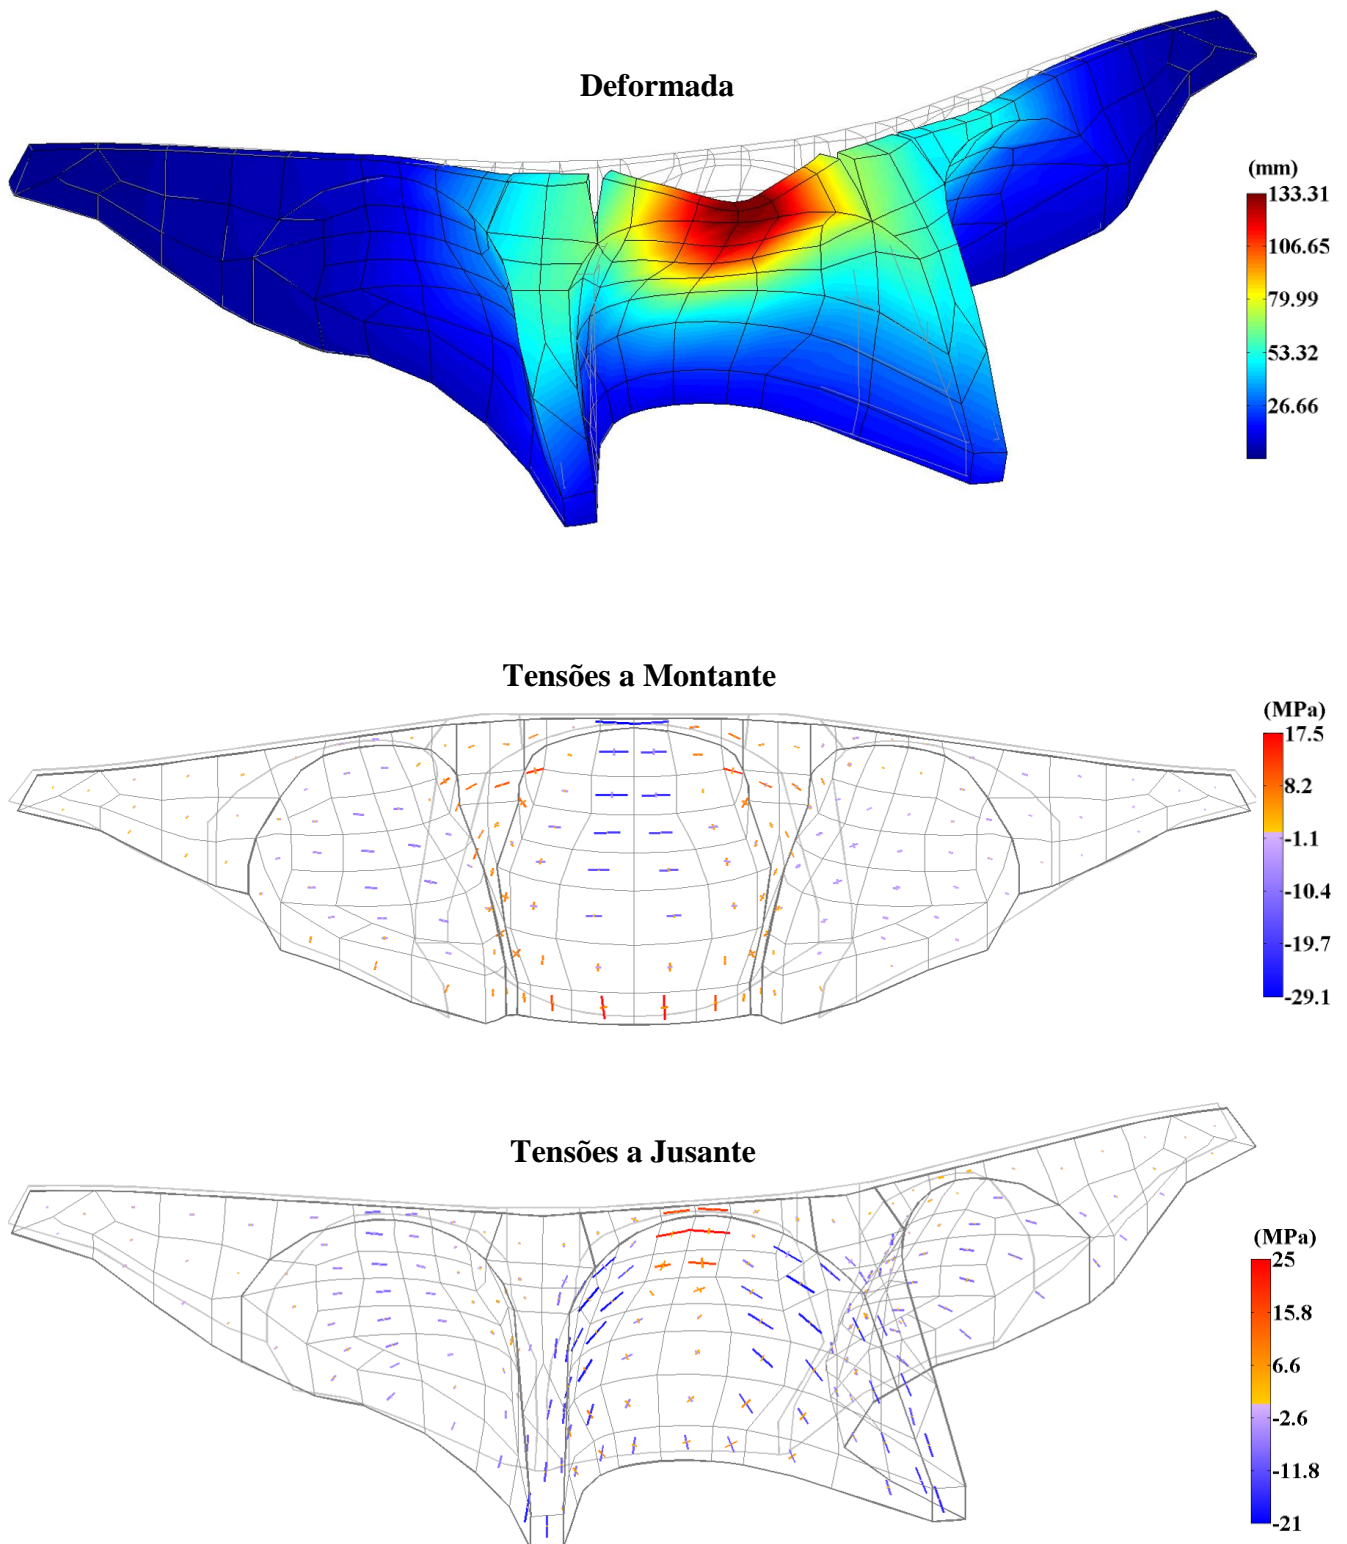 Deformada
(mm)
133.31
106.65
79.99
53.32
26.66
Tensões a Montante
(MPa)
17.5
8.2
-1.1
-10.4
-19.7
-29.1
Tensões a Jusante
(MPa)
25
15.8
6.6
-2.6
-11.8
-21